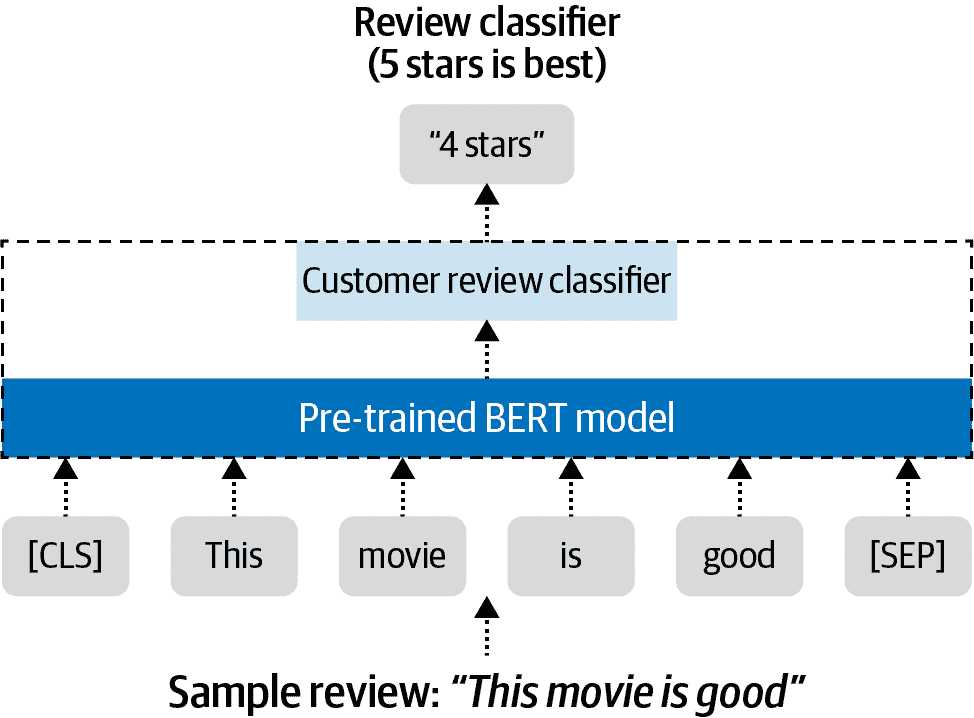 Review classifier
(5 stars is best)
“4 stars”
Customer review classifier
Pre-trained BERT model
[CLS] This movie is good [SEP]
Sample review: “This movie is good”